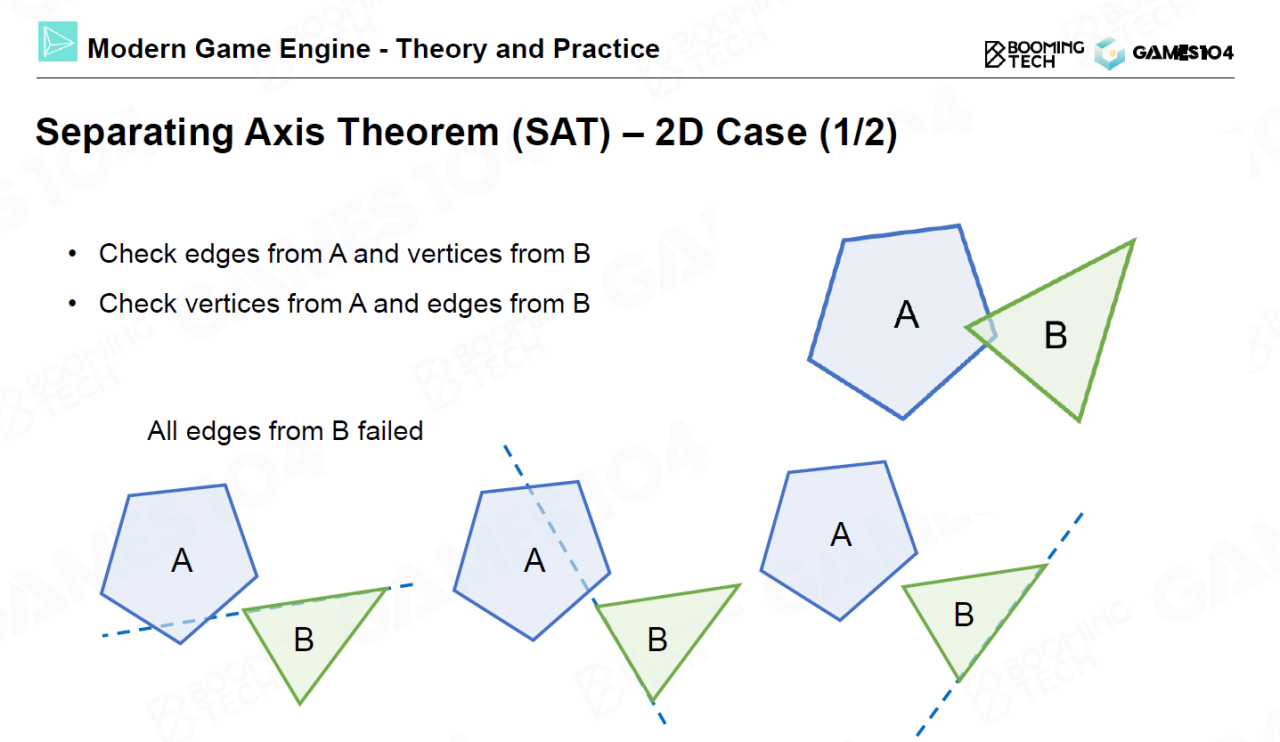 Modern Game Engine - Theory and Practice
BOOMING
TECH
GAMES104
Separating Axis Theorem (SAT) – 2D Case (1/2)
• Check edges from A and vertices from B
• Check vertices from A and edges from B
A
B
All edges from B failed
A
B
A
B
A
B